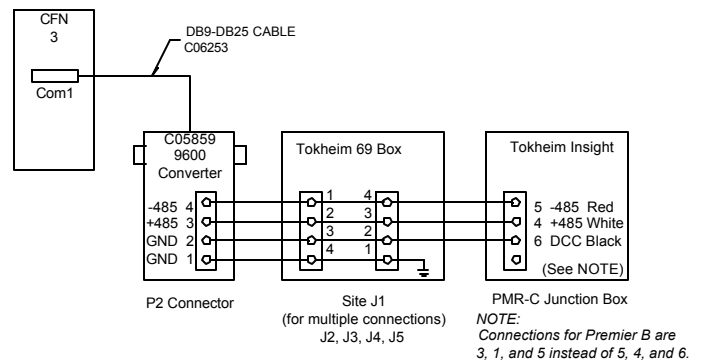 CFN
3
Com1
DB9-DB25 CABLE
C06253
C05859
9600
Converter
-485 4
+485 3
GND 2
GND 1
P2 Connector
Tokheim 69 Box
1 4
2 3
3 2
4 1
Site J1
(for multiple connections)
J2, J3, J4, J5
Tokheim Insight
5 -485 Red
4 +485 White
6 DCC Black
(See NOTE)
PMR-C Junction Box
NOTE:
Connections for Premier B are
3, 1, and 5 instead of 5, 4, and 6.